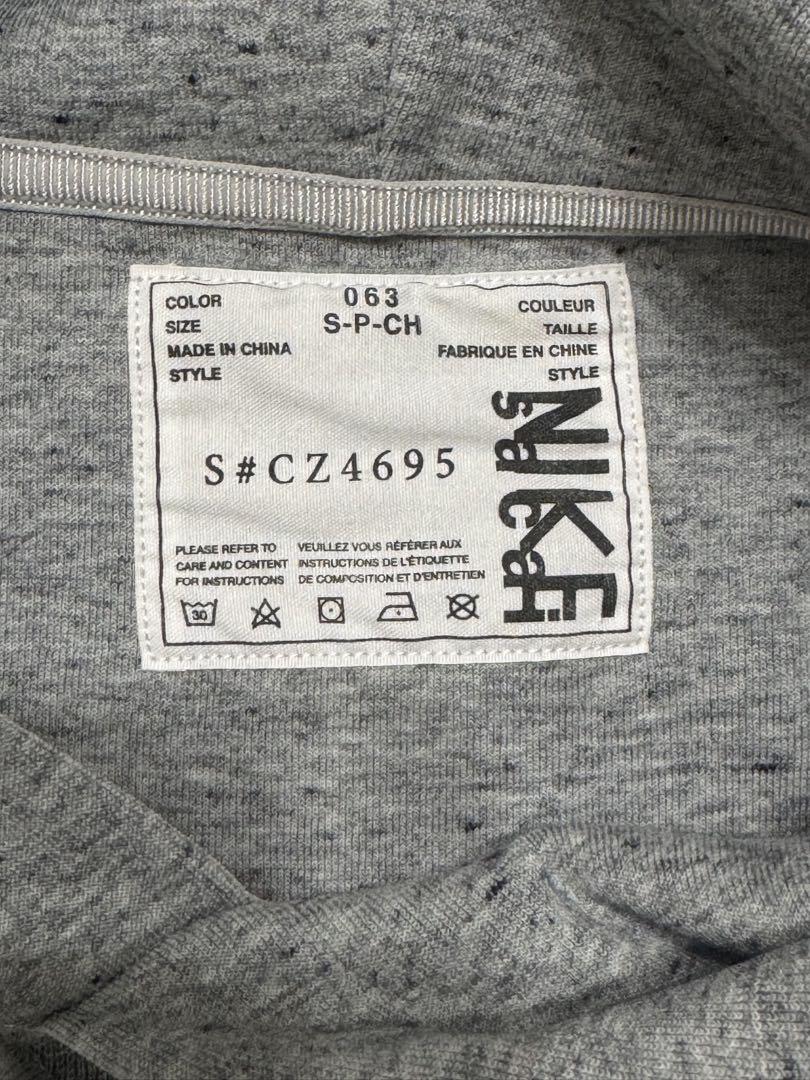 COLOR 063 COULEUR
SIZE S-P-CH TAILLE
MADE IN CHINA FABRIQUE EN CHINE
STYLE STYLE
S#CZ4695
NIKE
sacai
PLEASE REFER TO
CARE AND CONTENT
FOR INSTRUCTIONS
VEUILLEZ VOUS RÉFÉRER AUX
INSTRUCTIONS DE L'ÉTIQUETTE
DE COMPOSITION ET D'ENTRETIEN
30